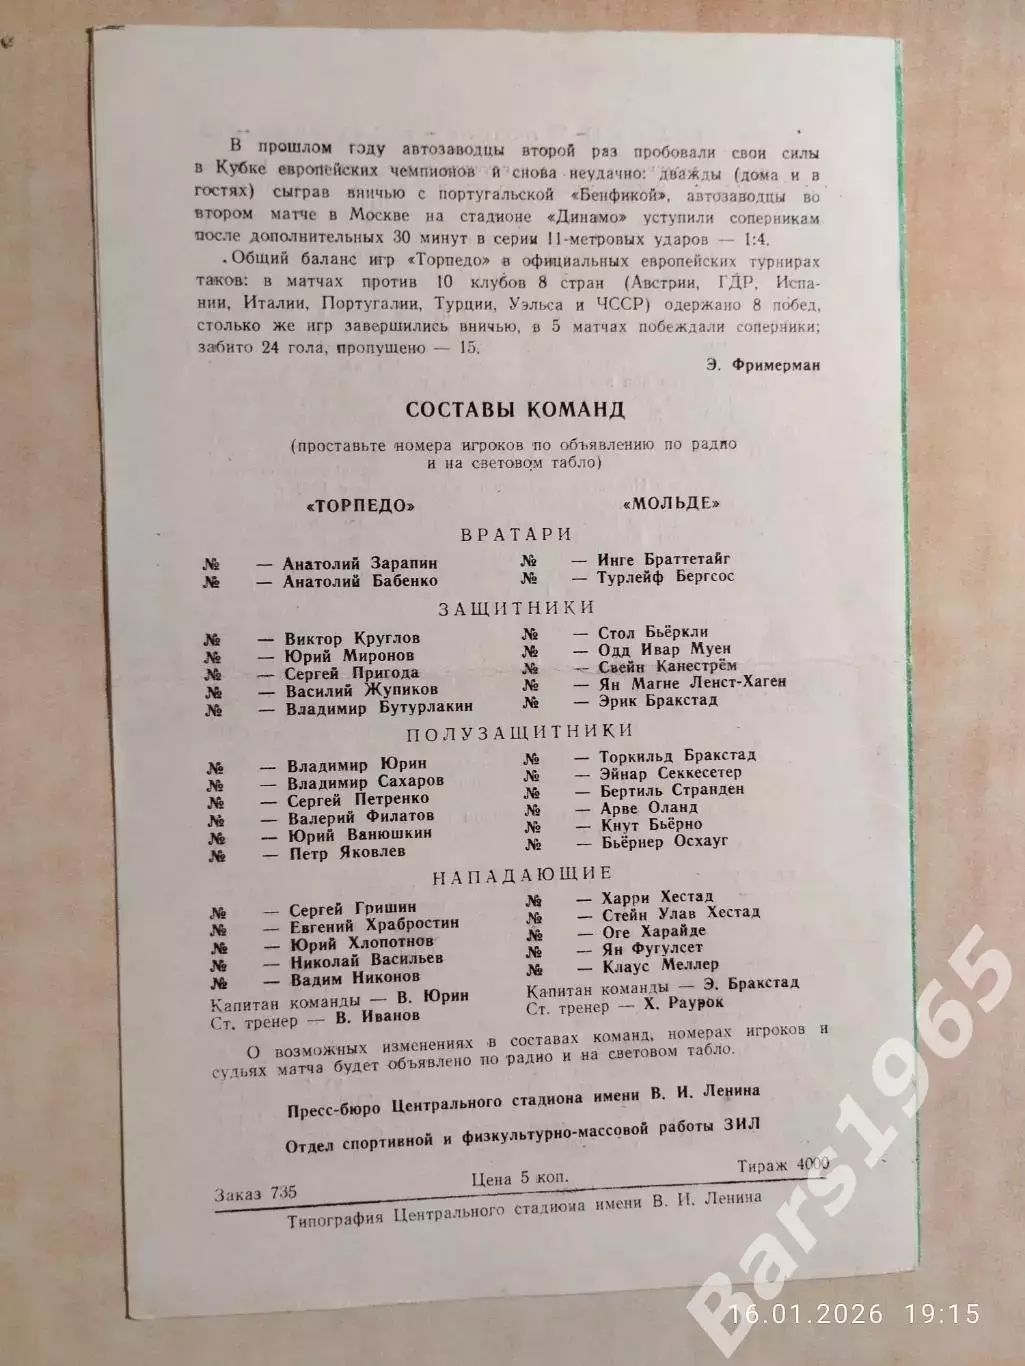 В прошлом году автозаводцы второй раз пробовали свои силы
в Кубке европейских чемпионов и снова неудачно: дважды (дома и в
гостях) сыграв вничью с португальской «Бенфикой», автозаводцы во
втором матче в Москве на стадионе «Динамо» уступили соперникам
после дополнительных 30 минут в серии 11-метровых ударов — 1:4.
Общий баланс игр «Торпедо» в официальных европейских турнирах
таков: в матчах против 10 клубов 8 стран (Австрии, ГДР, Испа-
нии, Италии, Португалии, Турции, Уэльса и ЧССР) одержано 8 побед,
столько же игр завершились вничью, в 5 матчах побеждали соперники;
забито 24 гола, пропущено — 15.
Э. Фримерман
СОСТАВЫ КОМАНД
(проставьте номера игроков по объявлению по радио
и на световом табло)
«ТОРПЕДО» «МОЛЬДЕ»
ВРАТАРИ
№ — Анатолий Зарапин № — Инге Браттетайг
№ — Анатолий Бабенко № — Турлейф Бергсос
ЗАЩИТНИКИ
№ — Виктор Круглов № — Стол Бьёркли
№ — Юрий Миронов № — Одд Ивар Муен
№ — Сергей Пригода № — Свейн Канестрём
№ — Василий Жупиков № — Ян Магне Ленст-Хаген
№ — Владимир Бутурлакин № — Эрик Бракстад
ПОЛУЗАЩИТНИКИ
№ — Владимир Юрин № — Торкильд Бракстад
№ — Владимир Сахаров № — Эйнар Секкесетер
№ — Сергей Петренко № — Бертиль Странден
№ — Валерий Филатов № — Арве Оланд
№ — Юрий Ванюшкин № — Кнут Бьёрно
№ — Петр Яковлев № — Бьёрнер Осхауг
НАПАДАЮЩИЕ
№ — Сергей Гришин № — Харри Хестад
№ — Евгений Храбростин № — Стейн Улав Хестад
№ — Юрий Хлопотнов № — Оге Харайде
№ — Николай Васильев № — Ян Фугулсет
№ — Вадим Никонов № — Клаус Меллер
Капитан команды — В. Юрин Капитан команды — Э. Бракстад
Ст. тренер — В. Иванов Ст. тренер — Х. Раурок
О возможных изменениях в составах команд, номерах игроков и
судьях матча будет объявлено по радио и на световом табло.
Пресс-бюро Центрального стадиона имени В. И. Ленина
Отдел спортивной и физкультурно-массовой работы ЗИЛ
Заказ 735 Цена 5 коп. Тираж 4000
Типография Центрального стадиона имени В. И. Ленина
Bars1965
16.01.2026 19:15